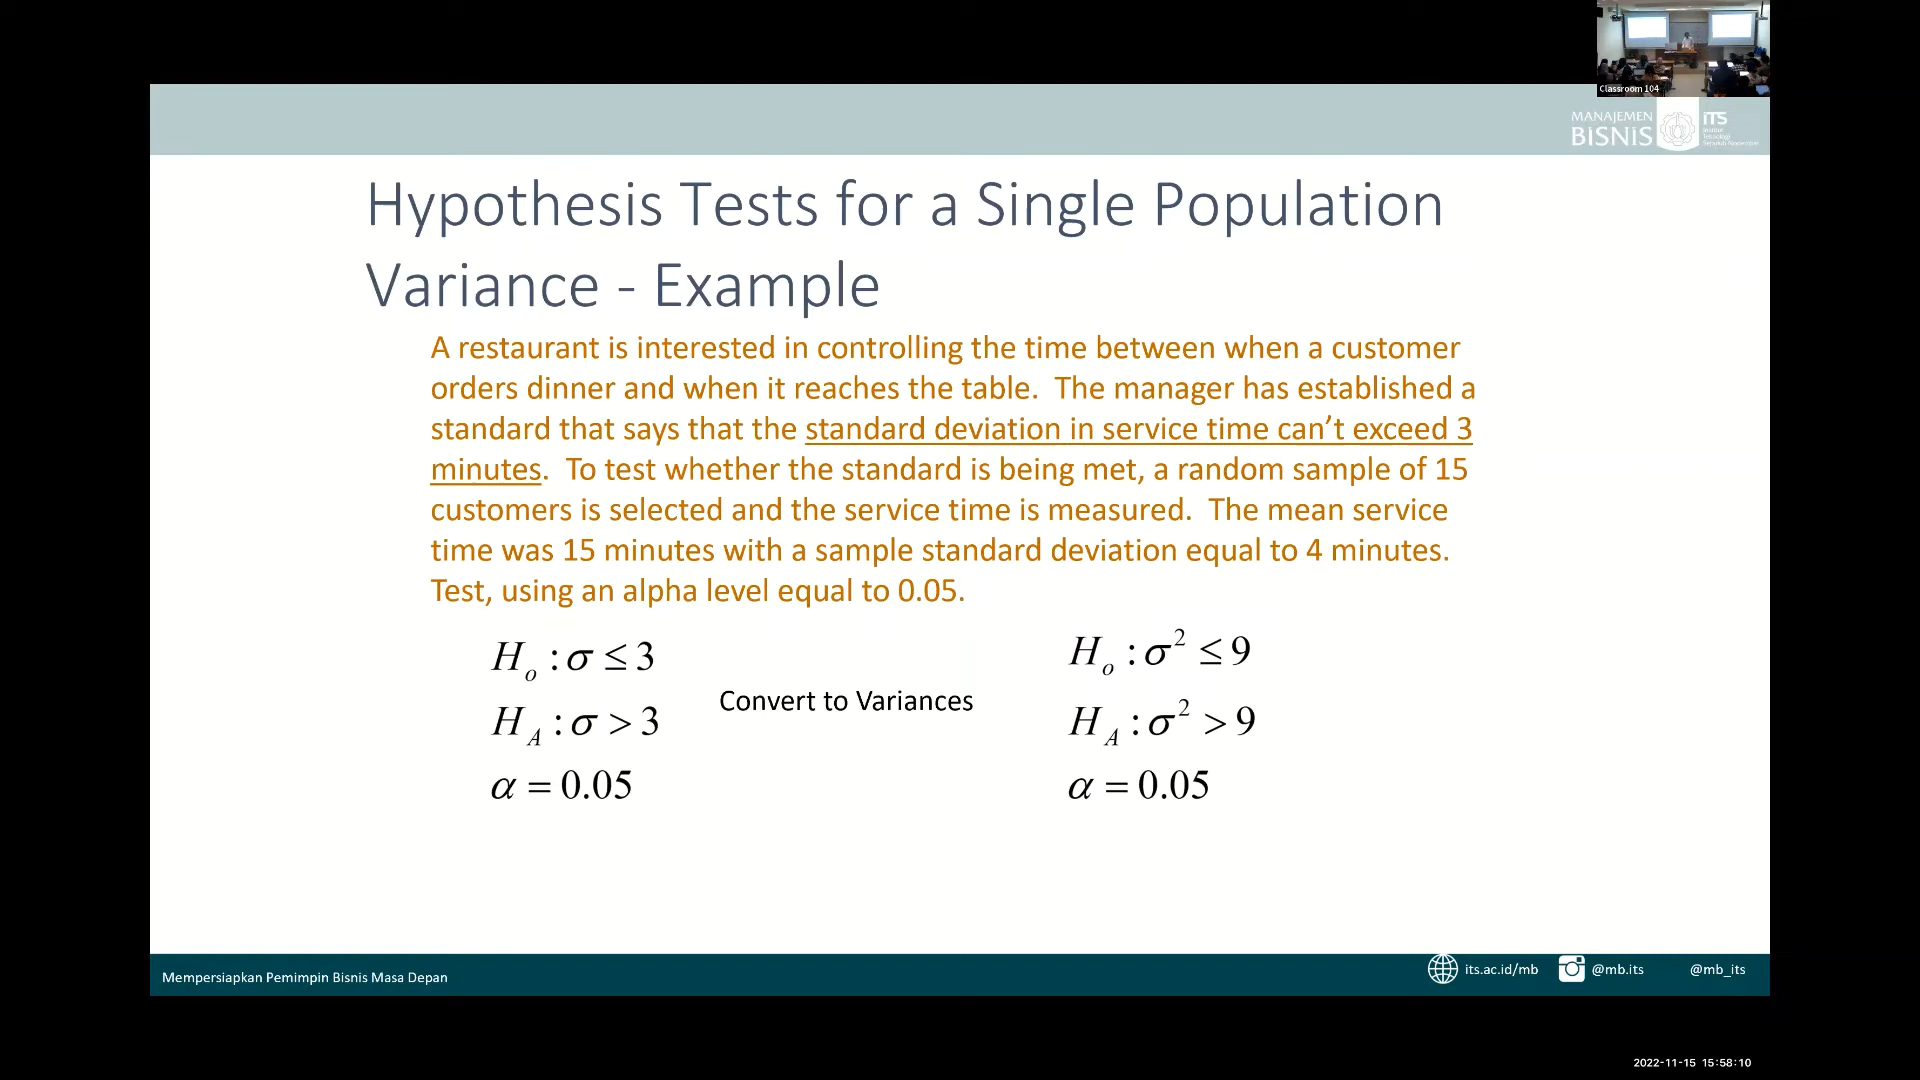 Classroom 104
MANAJEMEN
BISNIS
ITS
Institut
Teknologi
Sepuluh Nopember
Hypothesis Tests for a Single Population
Variance - Example
A restaurant is interested in controlling the time between when a customer
orders dinner and when it reaches the table.  The manager has established a
standard that says that the standard deviation in service time can’t exceed 3
minutes.  To test whether the standard is being met, a random sample of 15
customers is selected and the service time is measured.  The mean service
time was 15 minutes with a sample standard deviation equal to 4 minutes.
Test, using an alpha level equal to 0.05.
Hₒ : σ ≤ 3
H_A : σ > 3
α = 0.05
Convert to Variances
Hₒ : σ² ≤ 9
H_A : σ² > 9
α = 0.05
Mempersiapkan Pemimpin Bisnis Masa Depan
its.ac.id/mb
@mb.its
@mb_its
2022-11-15 15:58:10